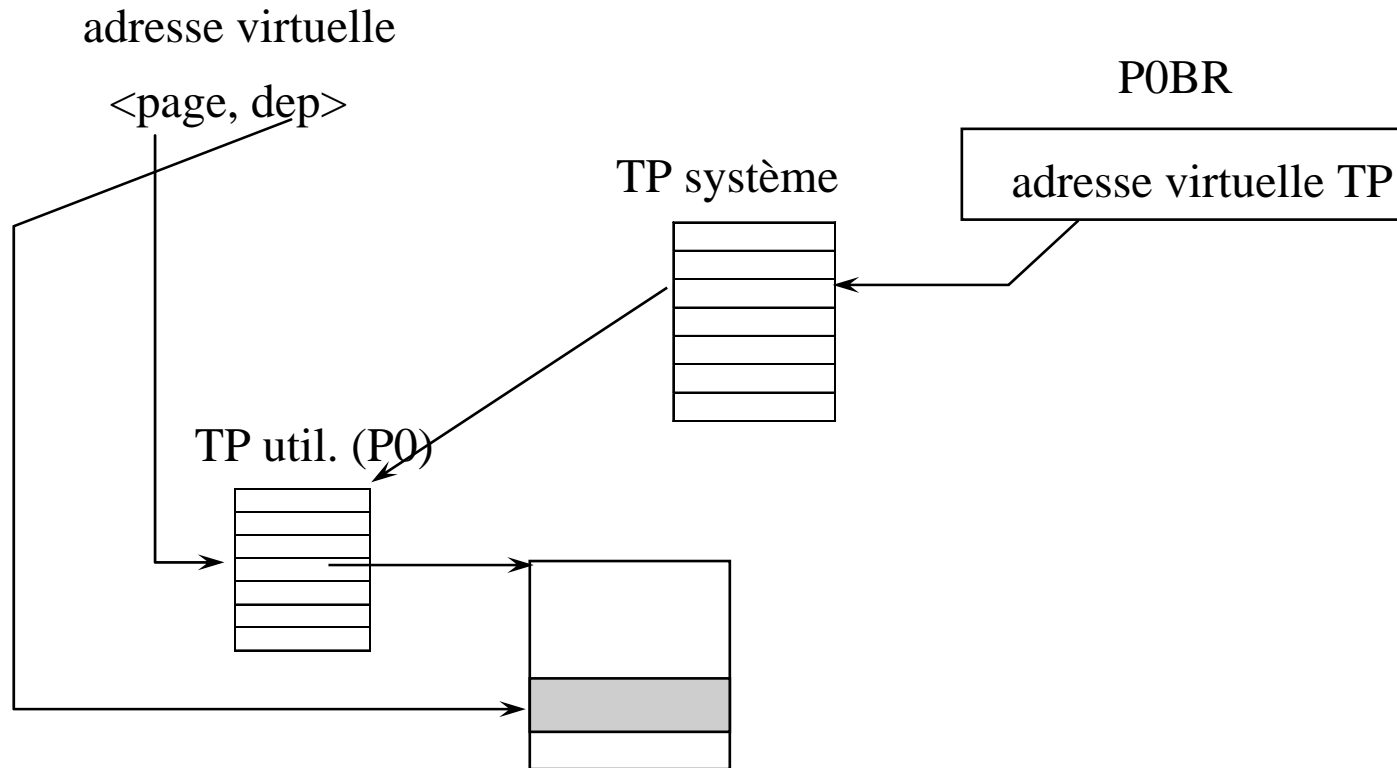 adresse virtuelle
<page, dep>
P0BR
TP système
adresse virtuelle TP
TP util. (P0)